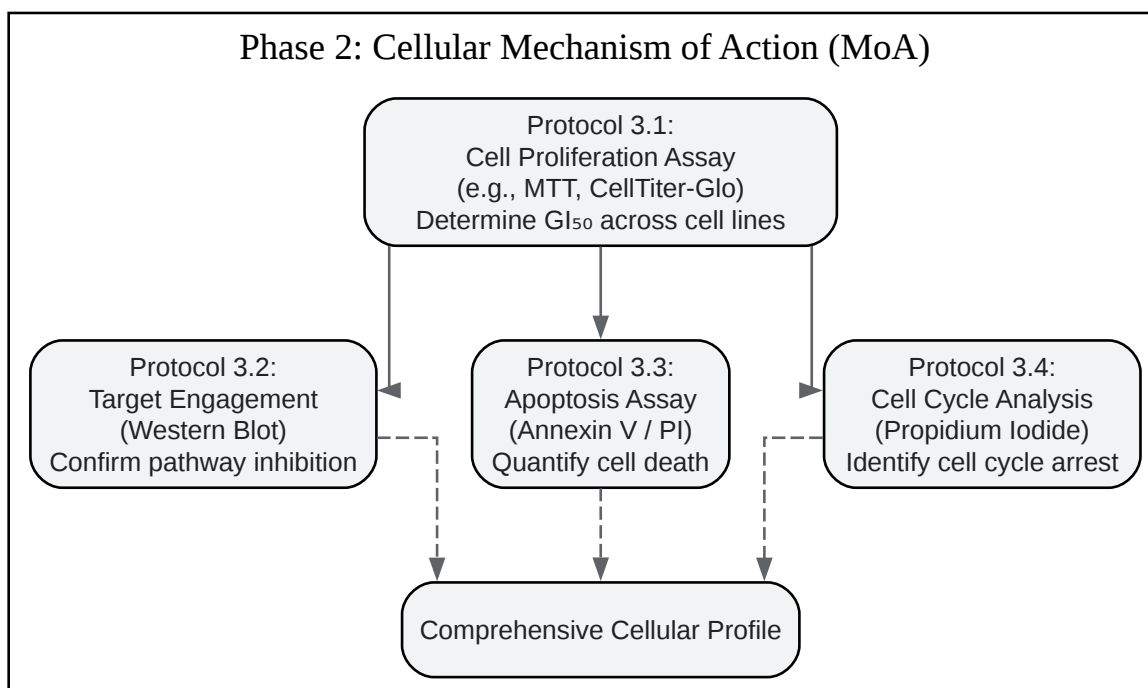 Phase 2: Cellular Mechanism of Action (MoA)
Protocol 3.1:
Cell Proliferation Assay
(e.g., MTT, CellTiter-Glo)
Determine GI₅₀ across cell lines
Protocol 3.2:
Target Engagement
(Western Blot)
Confirm pathway inhibition
Protocol 3.3:
Apoptosis Assay
(Annexin V / PI)
Quantify cell death
Protocol 3.4:
Cell Cycle Analysis
(Propidium Iodide)
Identify cell cycle arrest
Comprehensive Cellular Profile